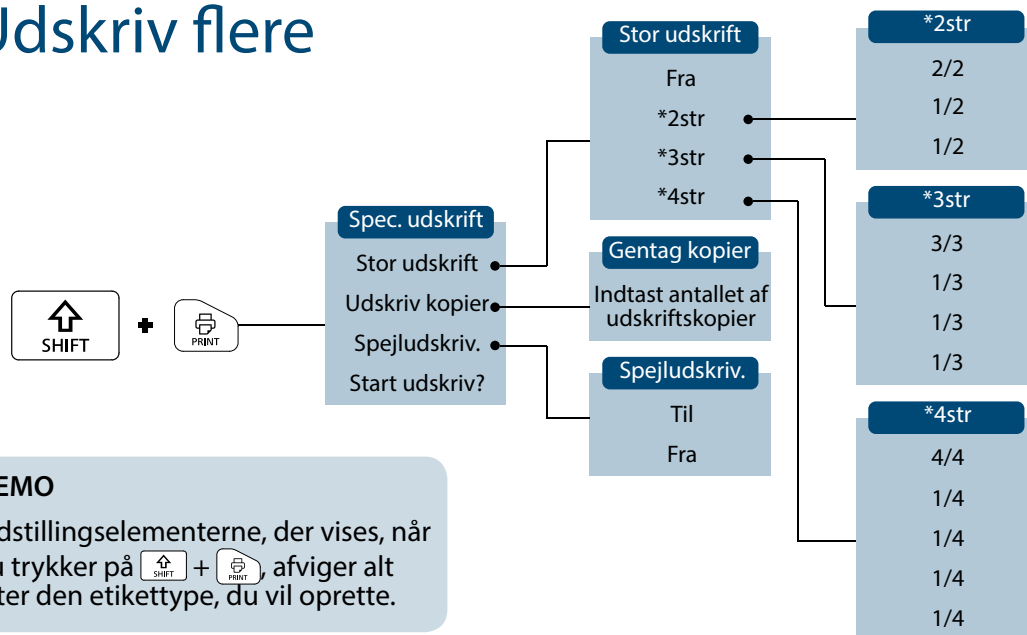 Udskriv flere
SHIFT
+
PRINT
Spec. udskrift
Stor udskrift
Udskriv kopier
Spejludskriv.
Start udskriv?
Stor udskrift
Fra
*2str
*3str
*4str
Gentag kopier
Indtast antallet af
udskriftskopier
Spejludskriv.
Til
Fra
*2str
2/2
1/2
1/2
*3str
3/3
1/3
1/3
1/3
*4str
4/4
1/4
1/4
1/4
1/4
EMO
dstillingselementerne, der vises, når
u trykker på SHIFT + PRINT, afviger alt
ter den etikettype, du vil oprette.